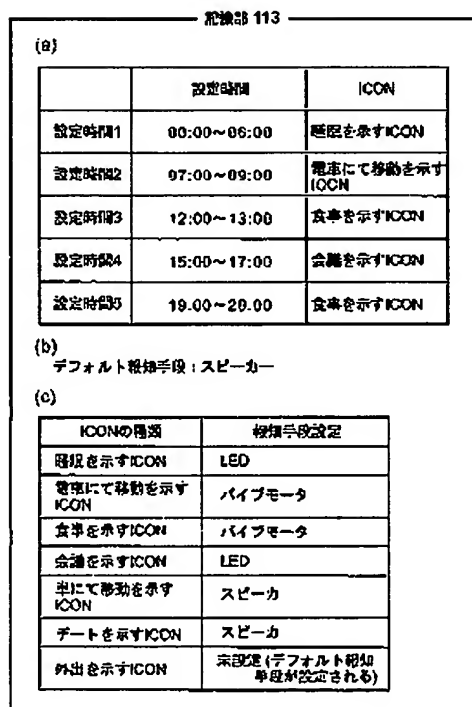 記憶部 113
(a)
設定時間 ICON
設定時間1 00:00~06:00 睡眠を示すICON
設定時間2 07:00~09:00 電車にて移動を示す
ICON
設定時間3 12:00~13:00 食事を示すICON
設定時間4 15:00~17:00 会議を示すICON
設定時間5 19:00~20:00 食事を示すICON
(b)
デフォルト報知手段:スピーカー
(c)
ICONの種類 報知手段設定
睡眠を示すICON LED
電車にて移動を示す
ICON バイブモータ
食事を示すICON バイブモータ
会議を示すICON LED
車にて移動を示す
ICON スピーカ
デートを示すICON スピーカ
外出を示すICON 未設定(デフォルト報知
手段が設定される)